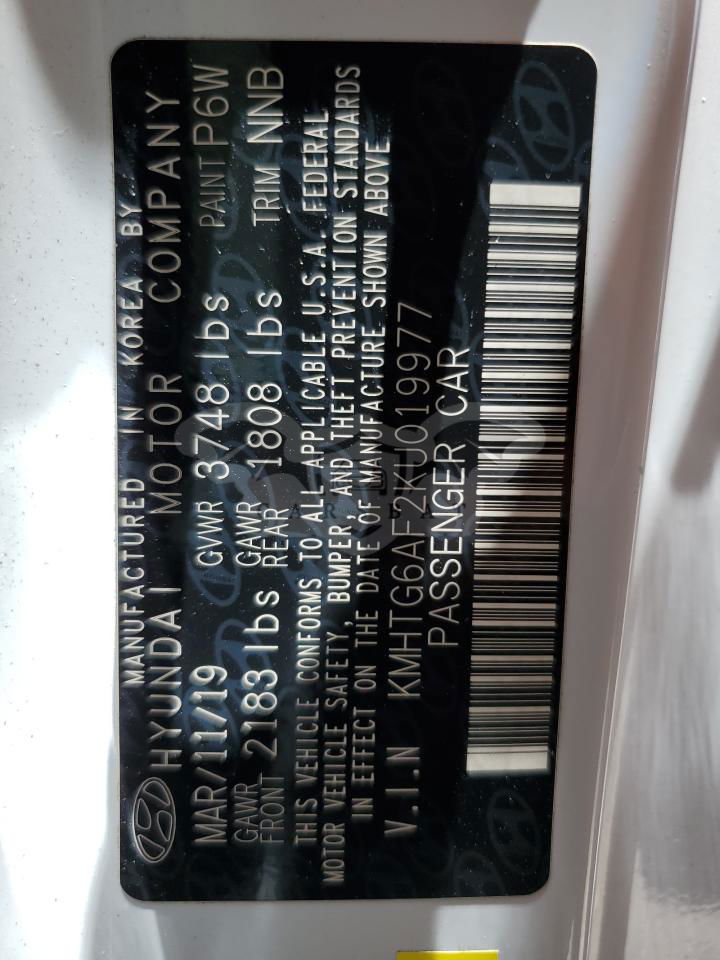 MANUFACTURED IN KOREA BY
HYUNDAI MOTOR COMPANY
MAR/11/19 GVWR 3748 lbs PAINT P6W
GAWR FRONT 2183 lbs GAWR REAR 1808 lbs TRIM NNB
THIS VEHICLE CONFORMS TO ALL APPLICABLE U.S.A FEDERAL
MOTOR VEHICLE SAFETY, BUMPER, AND THEFT PREVENTION STANDARDS
IN EFFECT ON THE DATE OF MANUFACTURE SHOWN ABOVE
V.I.N KMHTG6AF2KU019977
PASSENGER CAR